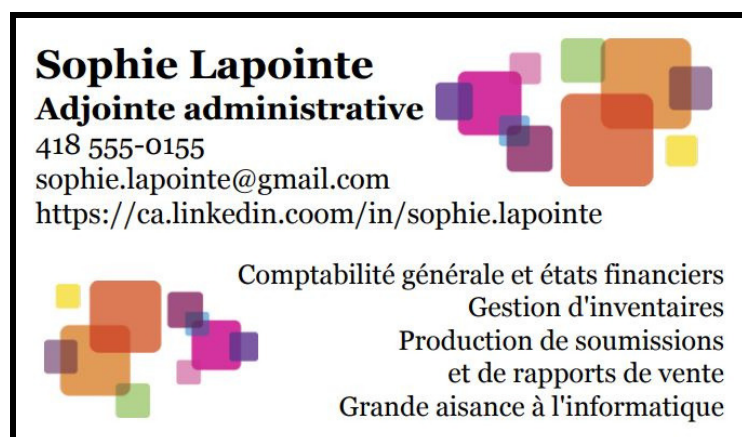 Sophie Lapointe
Adjointe administrative
418 555-0155
sophie.lapointe@gmail.com
https://ca.linkedin.coom/in/sophie.lapointe
Comptabilité générale et états financiers
Gestion d'inventaires
Production de soumissions
et de rapports de vente
Grande aisance à l'informatique